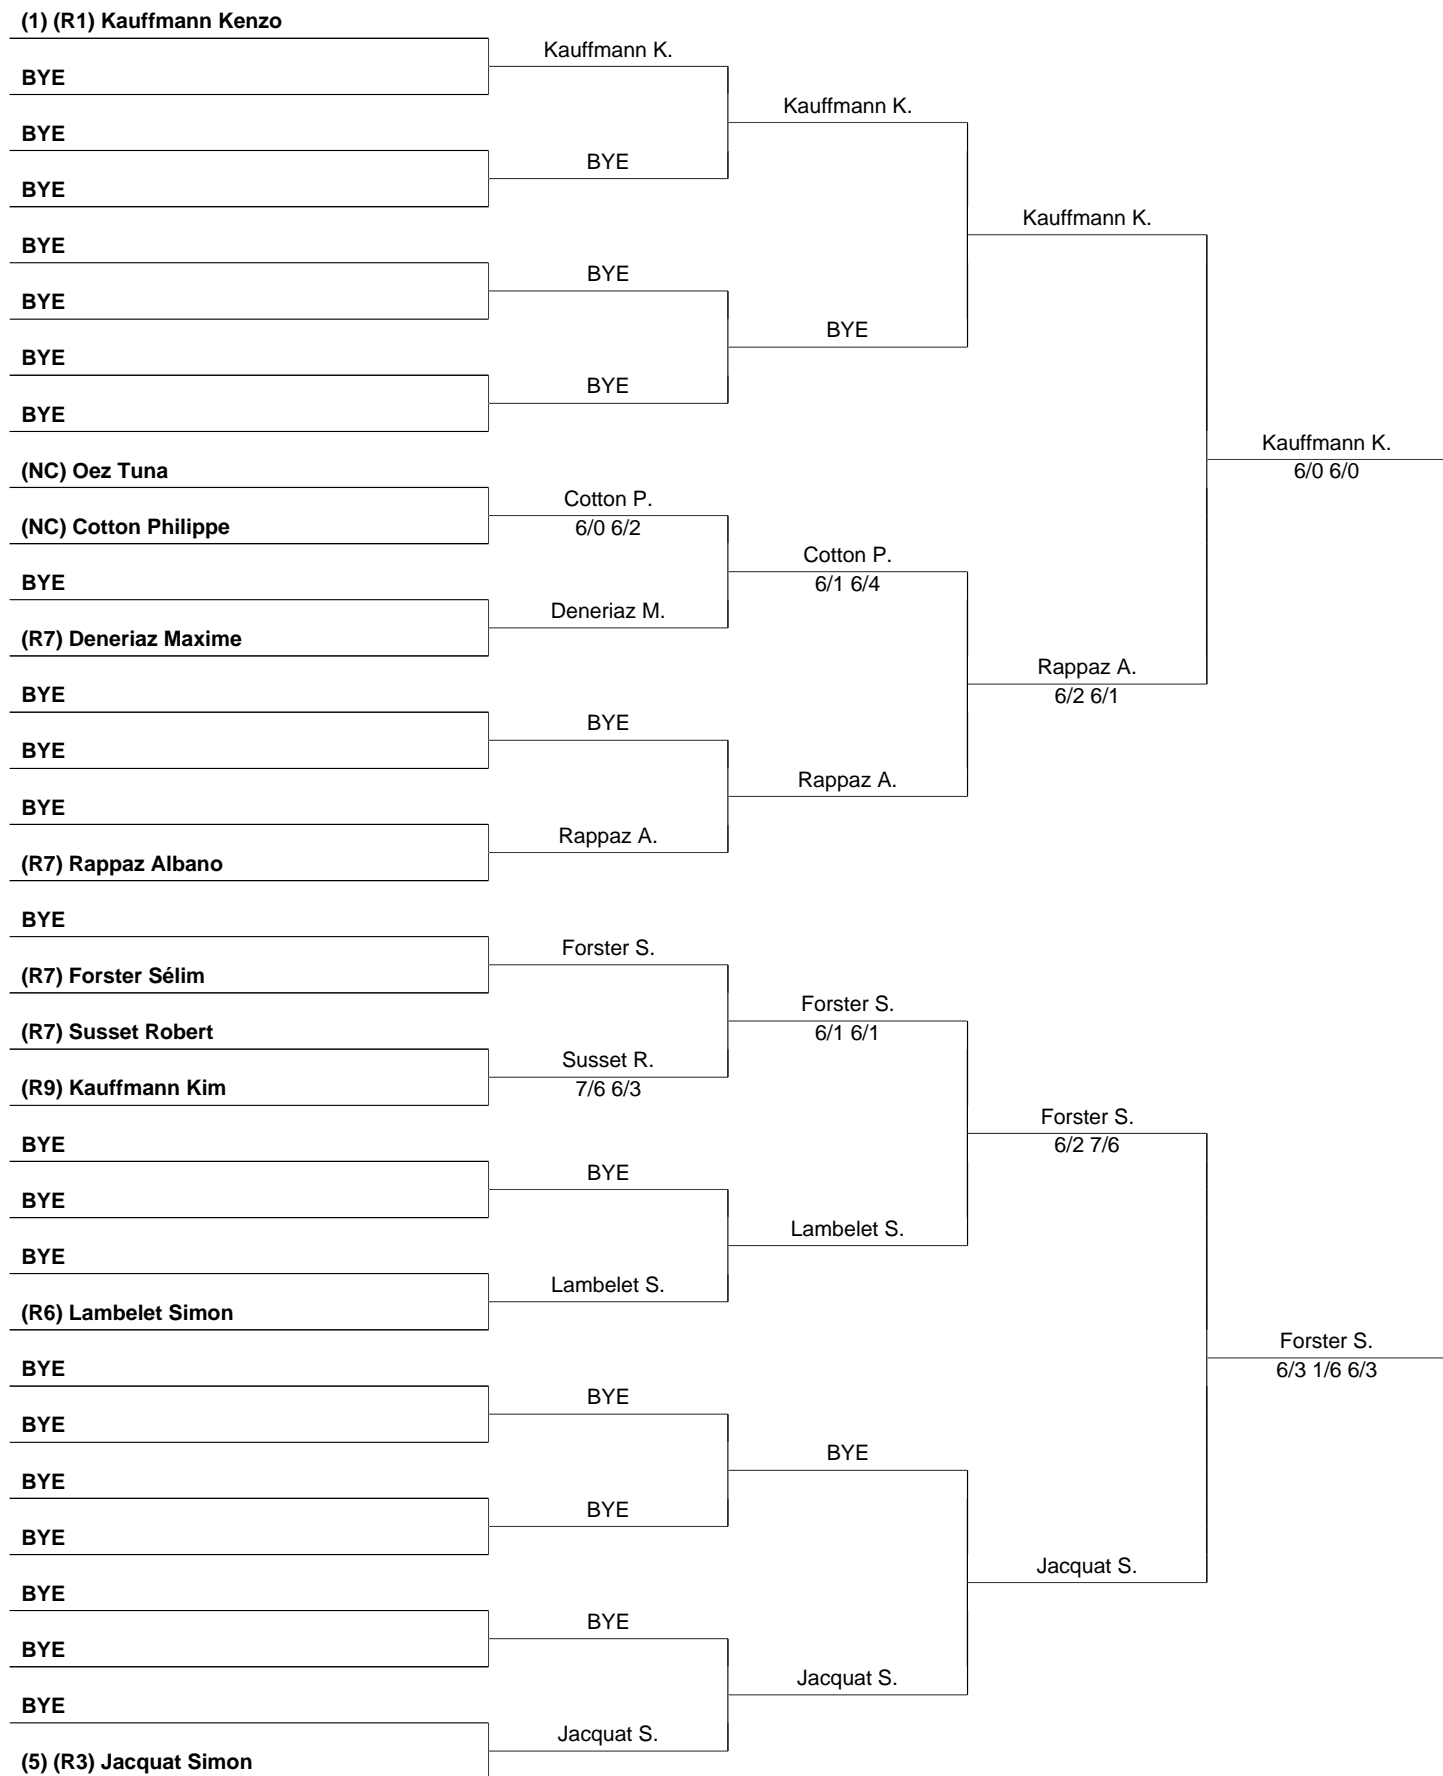 (1) (R1) Kauffmann Kenzo
Kauffmann K.
BYE
Kauffmann K.
BYE
BYE
BYE
Kauffmann K.
BYE
BYE
BYE
BYE
BYE
BYE
BYE
Kauffmann K.
6/0 6/0
(NC) Oez Tuna
Cotton P.
(NC) Cotton Philippe
6/0 6/2
Cotton P.
BYE
6/1 6/4
Deneriaz M.
(R7) Deneriaz Maxime
Rappaz A.
BYE
6/2 6/1
BYE
BYE
Rappaz A.
BYE
Rappaz A.
(R7) Rappaz Albano
BYE
Forster S.
(R7) Forster Sélim
Forster S.
(R7) Susset Robert
6/1 6/1
Susset R.
(R9) Kauffmann Kim
7/6 6/3
Forster S.
BYE
6/2 7/6
BYE
BYE
Lambelet S.
BYE
Lambelet S.
(R6) Lambelet Simon
Forster S.
BYE
6/3 1/6 6/3
BYE
BYE
BYE
BYE
BYE
BYE
Jacquat S.
BYE
BYE
BYE
Jacquat S.
BYE
Jacquat S.
(5) (R3) Jacquat Simon